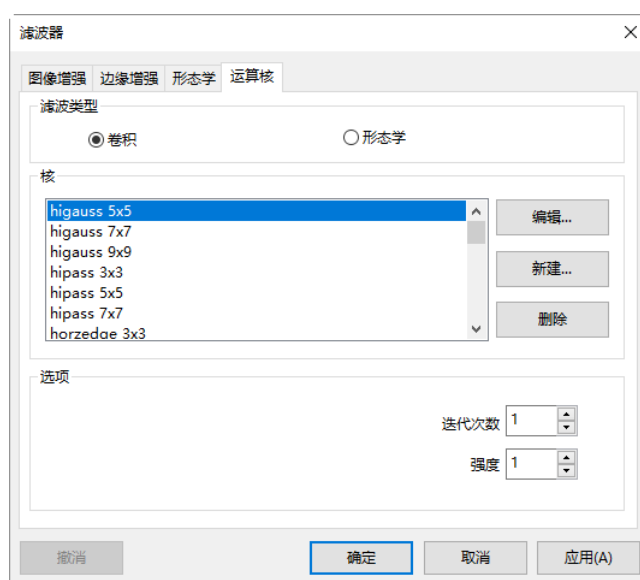 滤波器
图像增强 边缘增强 形态学 运算核
滤波类型
卷积 形态学
核
higauss 5x5
higauss 7x7
higauss 9x9
hipass 3x3
hipass 5x5
hipass 7x7
horzedge 3x3
编辑...
新建...
删除
选项
迭代次数 1
强度 1
撤消 确定 取消 应用(A)